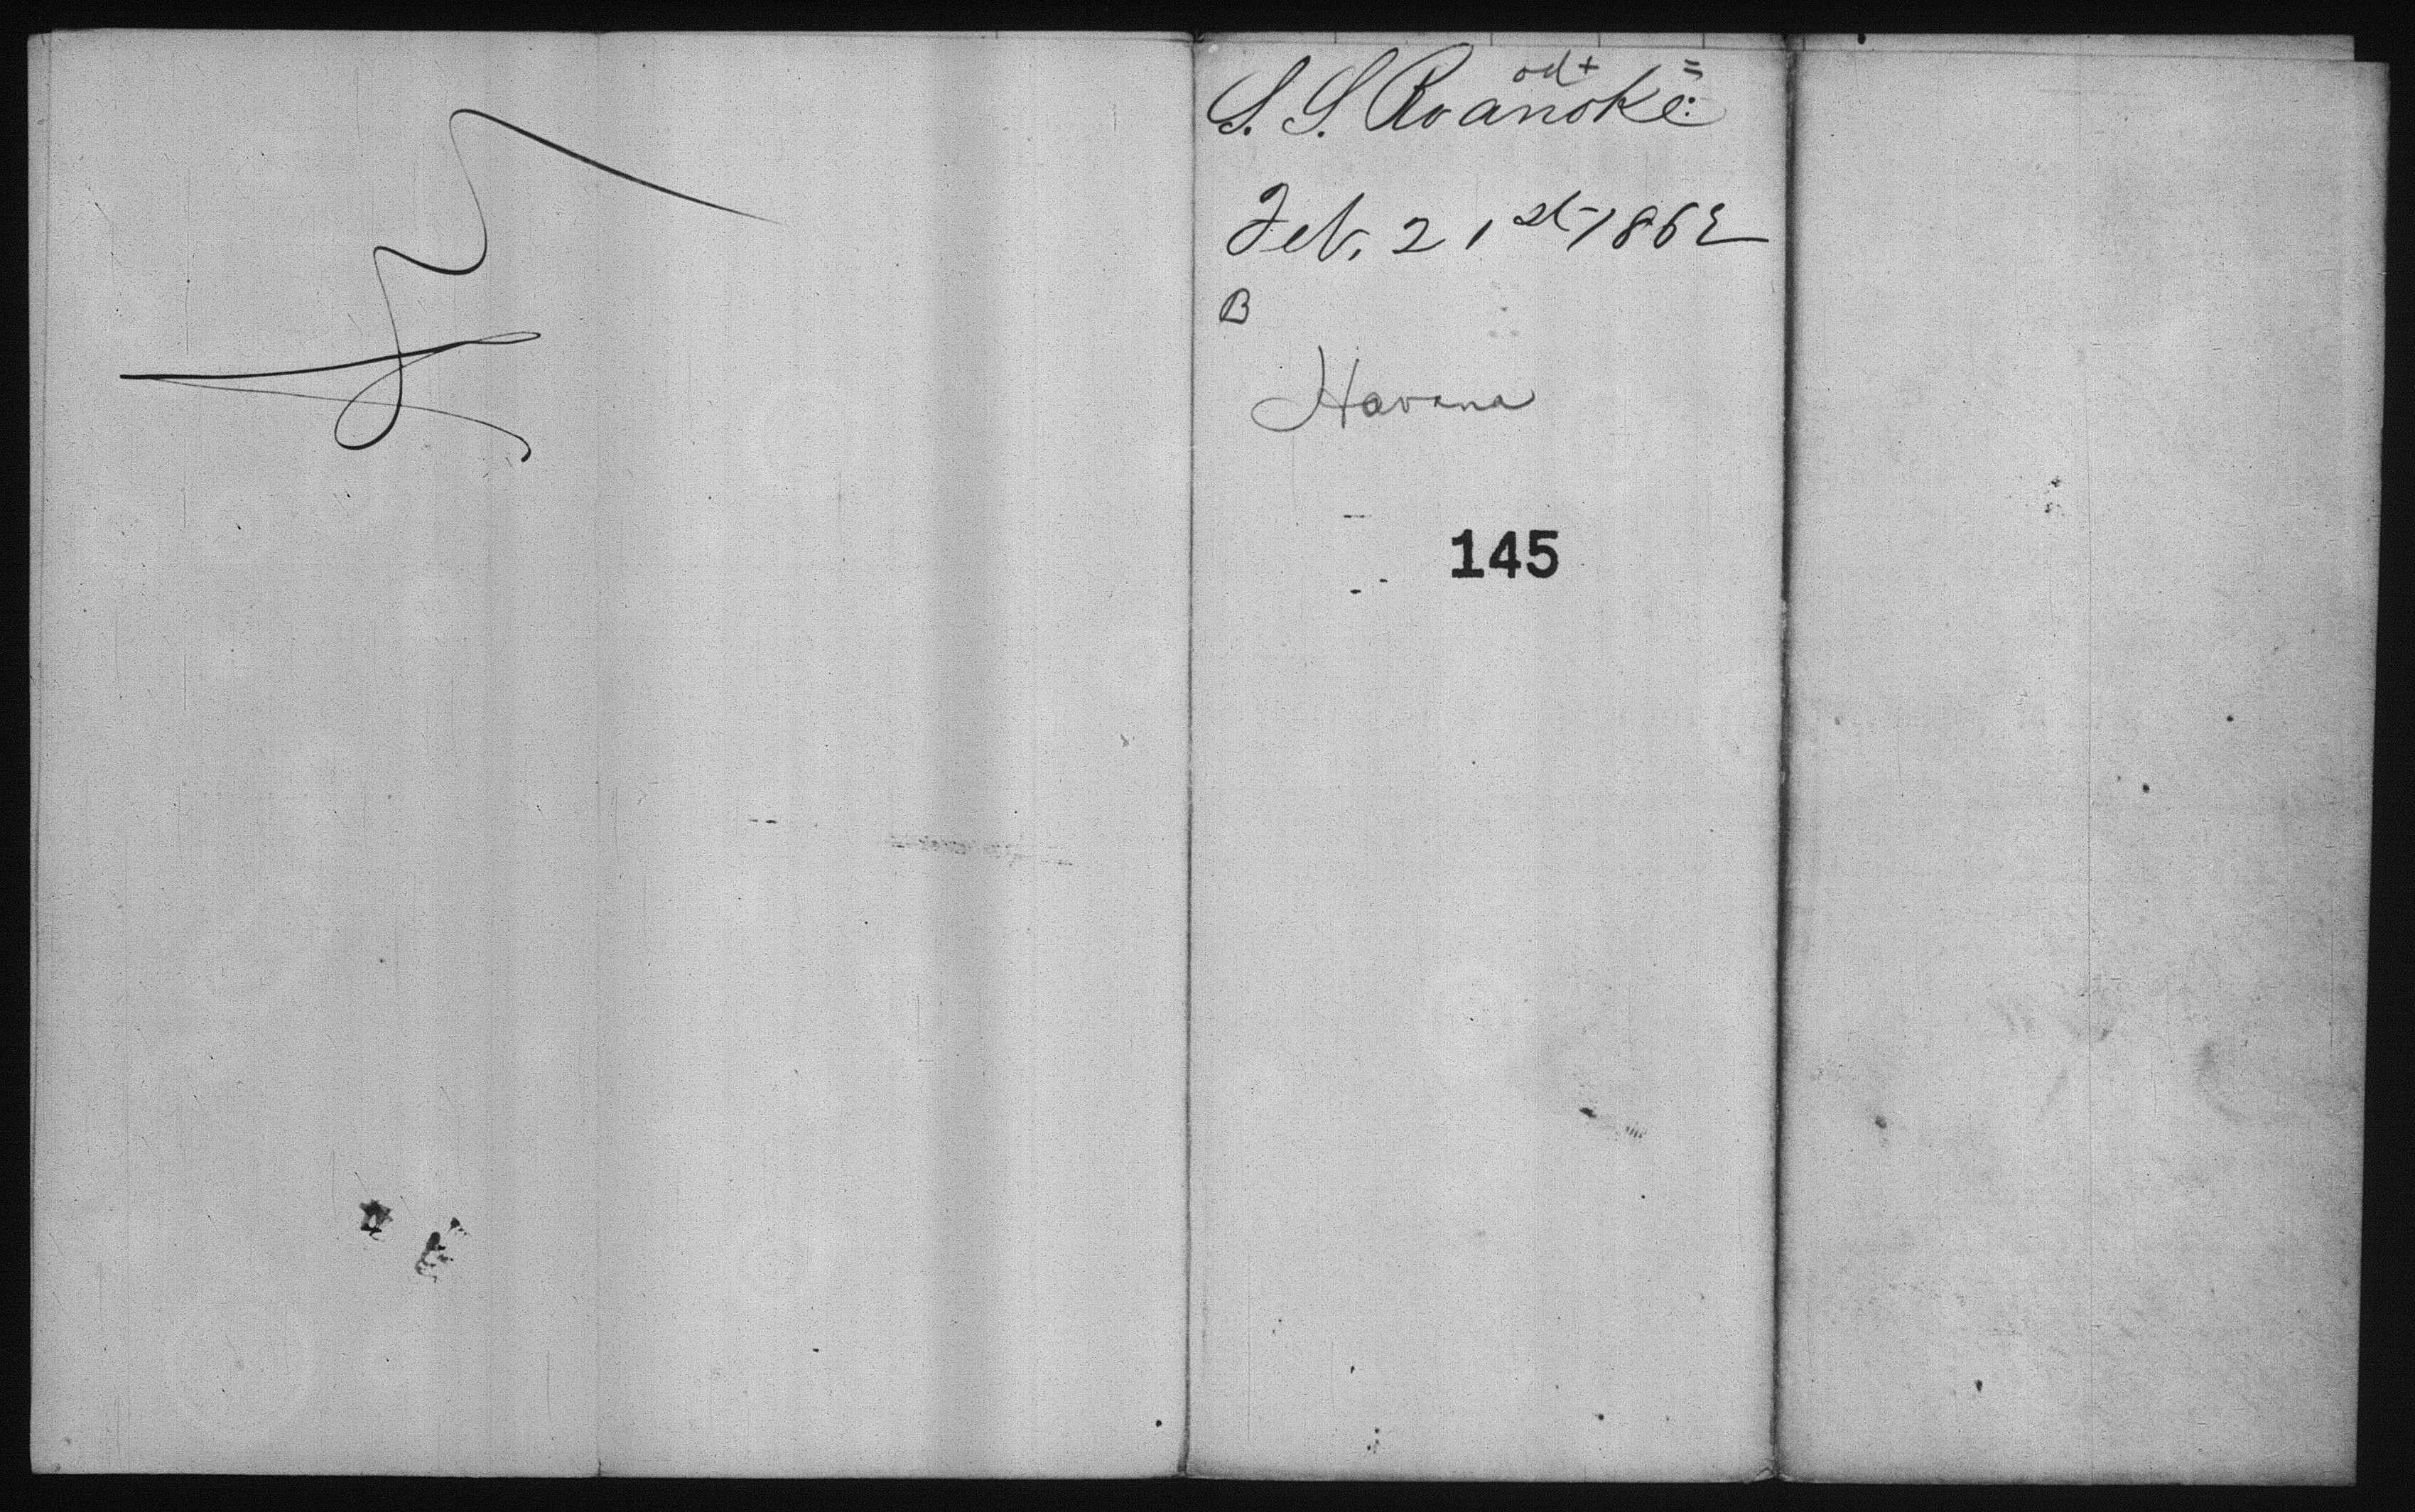 S. S. Roanoke
Feb. 21st 1862
B
Havana
145